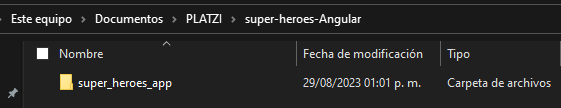 Este equipo > Documentos > PLATZI > super-heroes-Angular
Nombre Fecha de modificación Tipo
super_heroes_app 29/08/2023 01:01 p. m. Carpeta de archivos